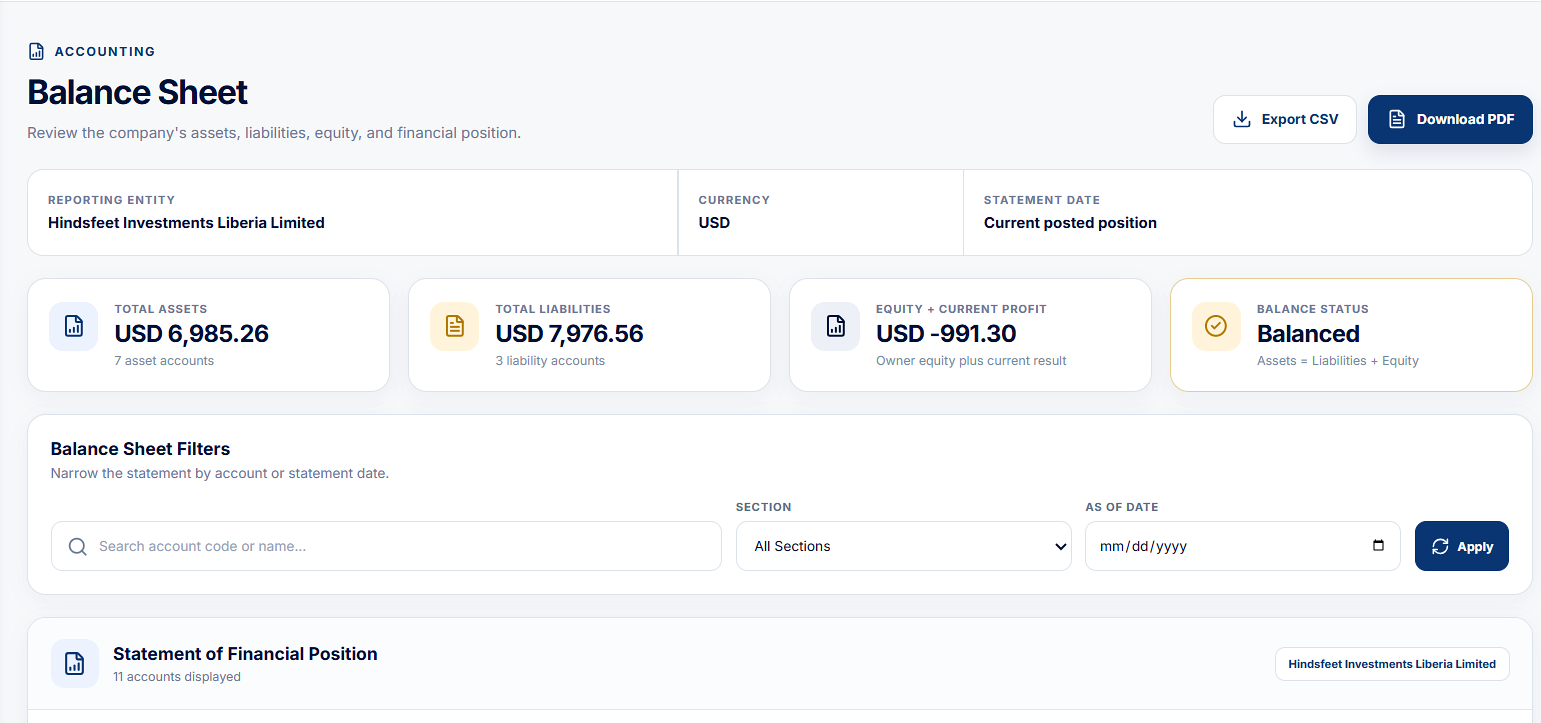 ACCOUNTING
Balance Sheet
Review the company's assets, liabilities, equity, and financial position.
Export CSV
Download PDF
REPORTING ENTITY
Hindsfeet Investments Liberia Limited
CURRENCY
USD
STATEMENT DATE
Current posted position
TOTAL ASSETS
USD 6,985.26
7 asset accounts
TOTAL LIABILITIES
USD 7,976.56
3 liability accounts
EQUITY + CURRENT PROFIT
USD -991.30
Owner equity plus current result
BALANCE STATUS
Balanced
Assets = Liabilities + Equity
Balance Sheet Filters
Narrow the statement by account or statement date.
Search account code or name...
SECTION
All Sections
AS OF DATE
mm/dd/yyyy
Apply
Statement of Financial Position
11 accounts displayed
Hindsfeet Investments Liberia Limited